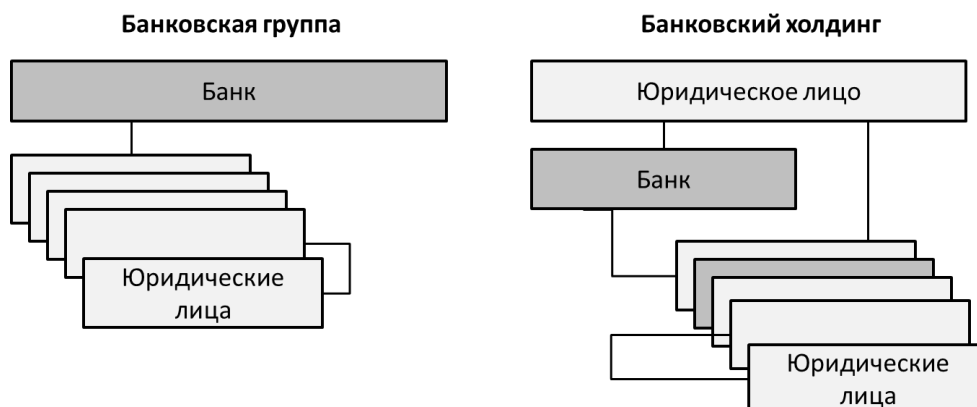 Банковская группа
Банк
Юридические
лица
Банковский холдинг
Юридическое лицо
Банк
Юридические
лица